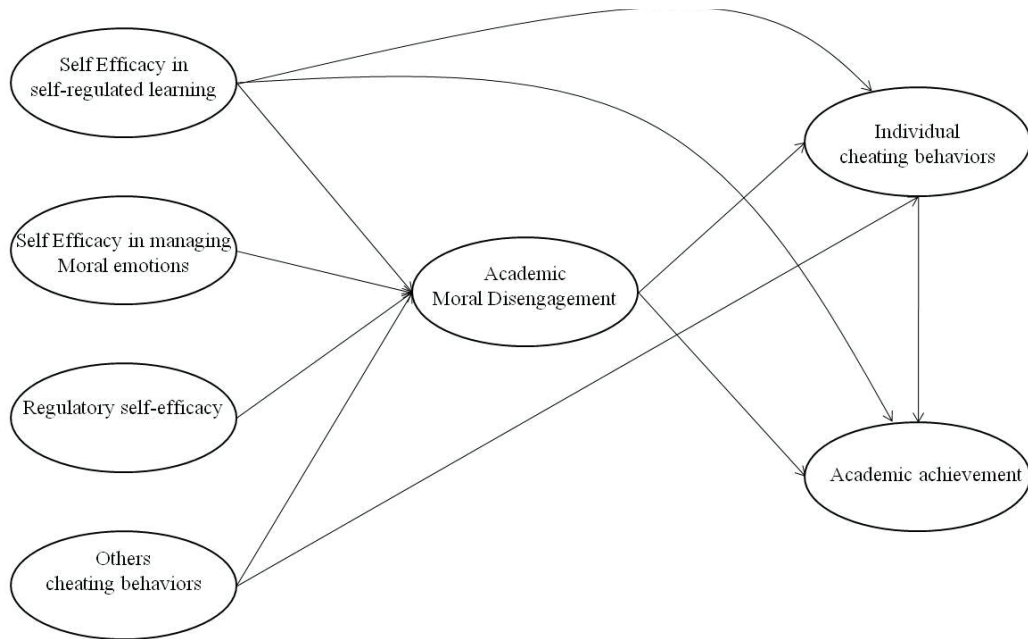 Self Efficacy in
self-regulated learning
Individual
cheating behaviors
Self Efficacy in managing
Moral emotions
Academic
Moral Disengagement
Regulatory self-efficacy
Academic achievement
Others
cheating behaviors